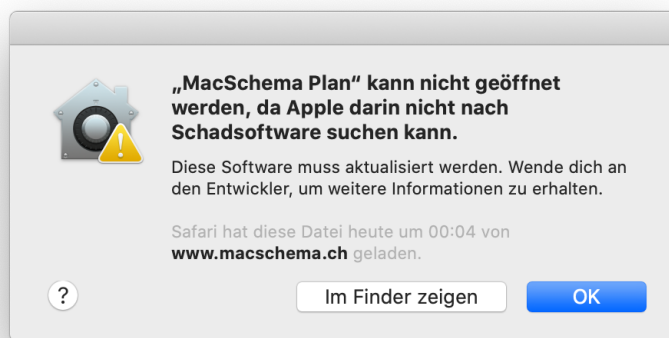 „MacSchema Plan“ kann nicht geöffnet
werden, da Apple darin nicht nach
Schadsoftware suchen kann.
Diese Software muss aktualisiert werden. Wende dich an
den Entwickler, um weitere Informationen zu erhalten.
Safari hat diese Datei heute um 00:04 von
www.macschema.ch geladen.
? Im Finder zeigen OK